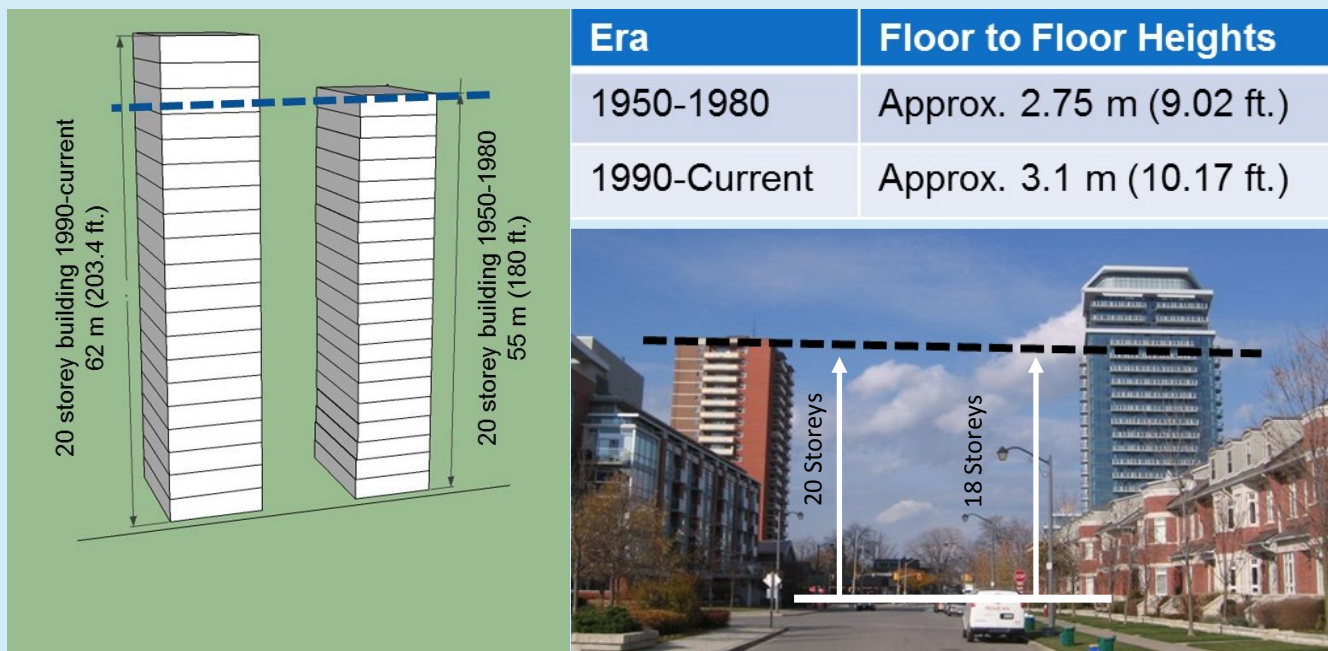 20 storey building 1990-current
62 m (203.4 ft.)
20 storey building 1950-1980
55 m (180 ft.)
Era Floor to Floor Heights
1950-1980 Approx. 2.75 m (9.02 ft.)
1990-Current Approx. 3.1 m (10.17 ft.)
20 Storeys
18 Storeys